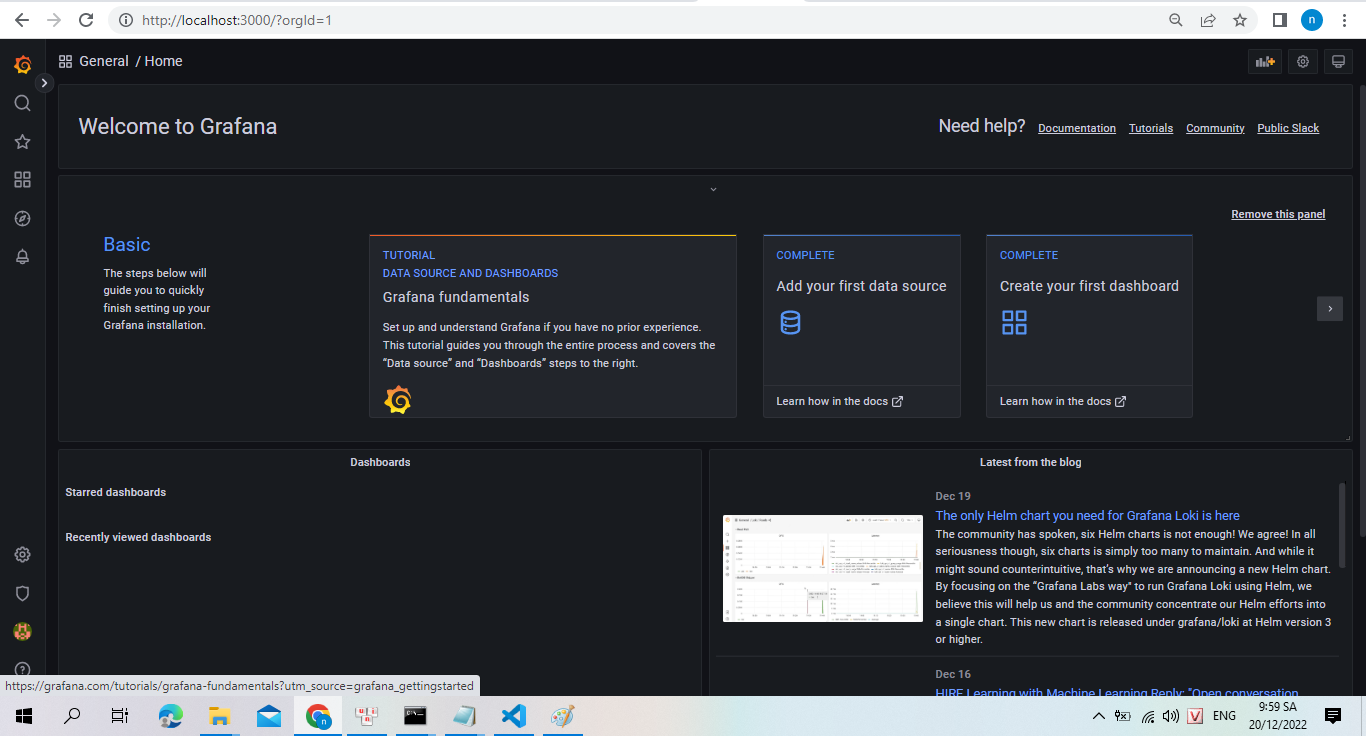 http://localhost:3000/?orgId=1
n
General / Home
Welcome to Grafana
Need help? Documentation Tutorials Community Public Slack
Remove this panel
Basic
The steps below will
guide you to quickly
finish setting up your
Grafana installation.
TUTORIAL
DATA SOURCE AND DASHBOARDS
Grafana fundamentals
Set up and understand Grafana if you have no prior experience.
This tutorial guides you through the entire process and covers the
“Data source” and “Dashboards” steps to the right.
COMPLETE
Add your first data source
Learn how in the docs
COMPLETE
Create your first dashboard
Learn how in the docs
Dashboards
Starred dashboards
Recently viewed dashboards
Latest from the blog
Dec 19
The only Helm chart you need for Grafana Loki is here
The community has spoken, six Helm charts is not enough! We agree! In all
seriousness though, six charts is simply too many to maintain. And while it
might sound counterintuitive, that’s why we are announcing a new Helm chart.
By focusing on the “Grafana Labs way" to run Grafana Loki using Helm, we
believe this will help us and the community concentrate our Helm efforts into
a single chart. This new chart is released under grafana/loki at Helm version 3
or higher.
Dec 16
HIRE Learning with Machine Learning Reply: "Open conversation
https://grafana.com/tutorials/grafana-fundamentals?utm_source=grafana_gettingstarted
n
V
ENG
9:59 SA
20/12/2022